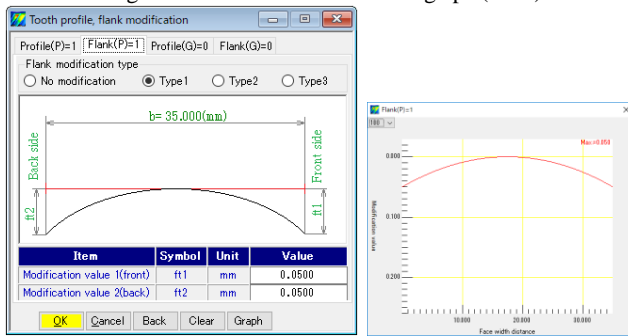 Tooth profile, flank modification
Profile(P)=1 Flank(P)=1 Profile(G)=0 Flank(G)=0
Flank modification type
No modification Type1 Type2 Type3
b= 35.000(mm)
Back side
Front side
ft2
ft1
Item Symbol Unit Value
Modification value 1(front) ft1 mm 0.0500
Modification value 2(back) ft2 mm 0.0500
OK Cancel Back Clear Graph
Flank(P)=1
100
Max=0.050
0.000
0.100
0.200
Modification value
10.000 20.000 30.000
Face width distance